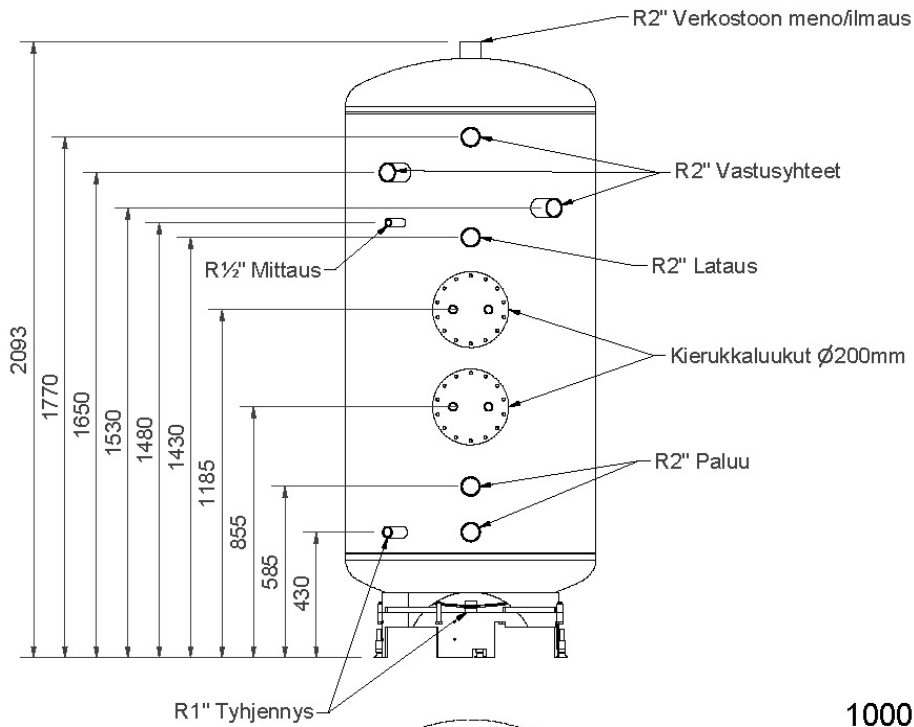 R2" Verkostoon meno/ilmaus
R2" Vastusyhteet
R½" Mittaus
R2" Lataus
Kierukkaluukut Ø200mm
R2" Paluu
R1" Tyhjennys
2093
1770
1650
1530
1480
1430
1185
855
585
430
1000